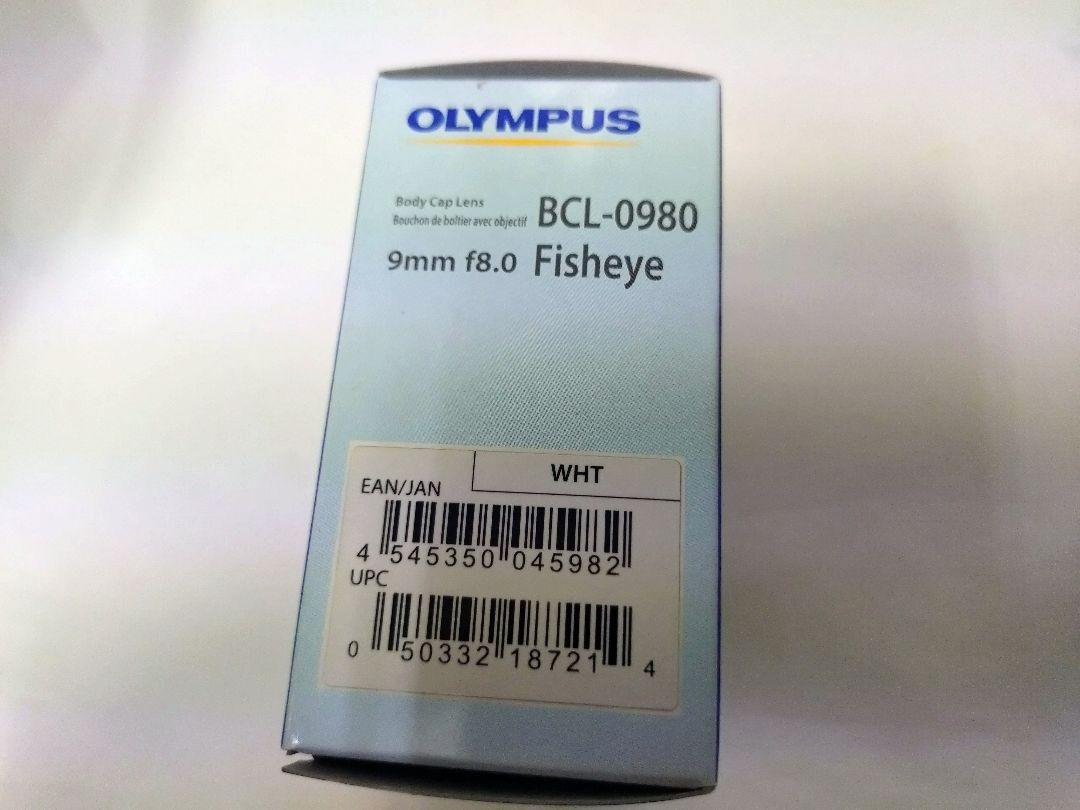 OLYMPUS
Body Cap Lens
Bouchon de boîtier avec objectif
BCL-0980
9mm f8.0 Fisheye
WHT
EAN/JAN
4 545350 045982
UPC
0 50332 18721 4